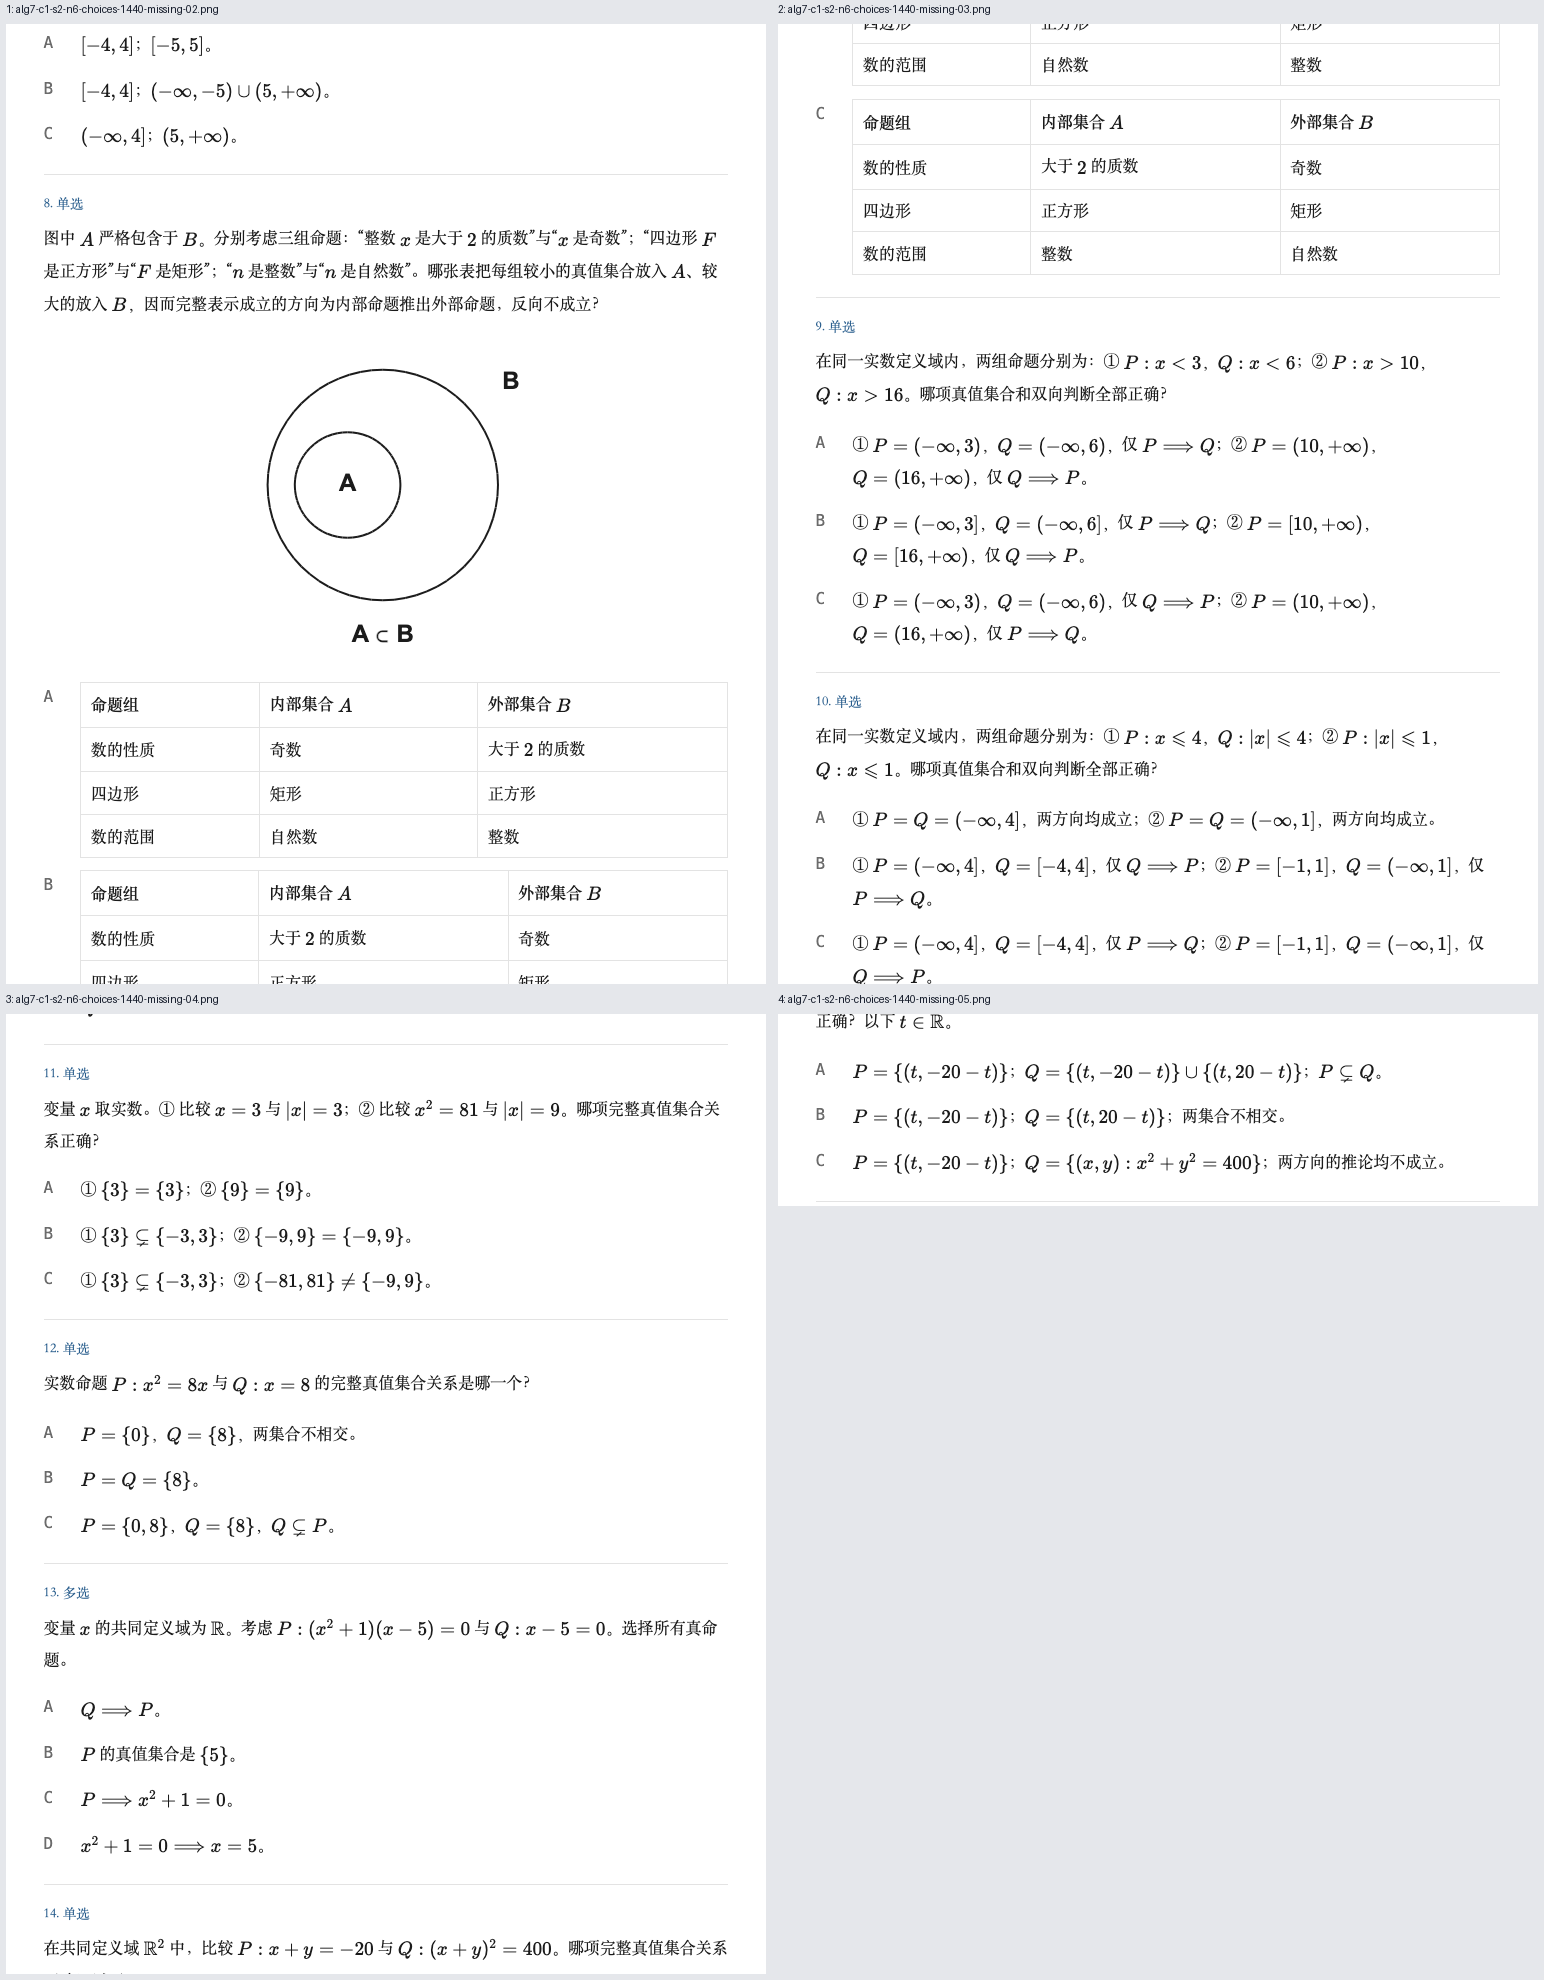 1: alg7-c1-s2-n6-choices-1440-missing-02.png
A [−4, 4]; [−5, 5]。
B [−4, 4]; (−∞, −5) ∪ (5, +∞)。
C (−∞, 4]; (5, +∞)。
8. 单选
图中 A 严格包含于 B。分别考虑三组命题：“整数 x 是大于 2 的质数”与“x 是奇数”；“四边形 F
是正方形”与“F 是矩形”；“n 是整数”与“n 是自然数”。哪张表把每组较小的真值集合放入 A、较
大的放入 B，因而完整表示成立的方向为内部命题推出外部命题，反向不成立？
B
A
A ⊂ B
A 命题组 内部集合 A 外部集合 B
数的性质 奇数 大于 2 的质数
四边形 矩形 正方形
数的范围 自然数 整数
B 命题组 内部集合 A 外部集合 B
数的性质 大于 2 的质数 奇数
四边形 正方形 矩形
2: alg7-c1-s2-n6-choices-1440-missing-03.png
四边形 正方形 矩形
数的范围 自然数 整数
C 命题组 内部集合 A 外部集合 B
数的性质 大于 2 的质数 奇数
四边形 正方形 矩形
数的范围 整数 自然数
9. 单选
在同一实数定义域内，两组命题分别为：① P : x < 3，Q : x < 6；② P : x > 10，
Q : x > 16。哪项真值集合和双向判断全部正确？
A ① P = (−∞, 3)，Q = (−∞, 6)，仅 P ⟹ Q；② P = (10, +∞)，
Q = (16, +∞)，仅 Q ⟹ P。
B ① P = (−∞, 3]，Q = (−∞, 6]，仅 P ⟹ Q；② P = [10, +∞)，
Q = [16, +∞)，仅 Q ⟹ P。
C ① P = (−∞, 3)，Q = (−∞, 6)，仅 Q ⟹ P；② P = (10, +∞)，
Q = (16, +∞)，仅 P ⟹ Q。
10. 单选
在同一实数定义域内，两组命题分别为：① P : x ⩽ 4，Q : |x| ⩽ 4；② P : |x| ⩽ 1，
Q : x ⩽ 1。哪项真值集合和双向判断全部正确？
A ① P = Q = (−∞, 4]，两方向均成立；② P = Q = (−∞, 1]，两方向均成立。
B ① P = (−∞, 4]，Q = [−4, 4]，仅 Q ⟹ P；② P = [−1, 1]，Q = (−∞, 1]，仅
P ⟹ Q。
C ① P = (−∞, 4]，Q = [−4, 4]，仅 P ⟹ Q；② P = [−1, 1]，Q = (−∞, 1]，仅
Q ⟹ P。
3: alg7-c1-s2-n6-choices-1440-missing-04.png
11. 单选
变量 x 取实数。① 比较 x = 3 与 |x| = 3；② 比较 x² = 81 与 |x| = 9。哪项完整真值集合关
系正确？
A ① {3} = {3}；② {9} = {9}。
B ① {3} ⊊ {−3, 3}；② {−9, 9} = {−9, 9}。
C ① {3} ⊊ {−3, 3}；② {−81, 81} ≠ {−9, 9}。
12. 单选
实数命题 P : x² = 8x 与 Q : x = 8 的完整真值集合关系是哪一个？
A P = {0}，Q = {8}，两集合不相交。
B P = Q = {8}。
C P = {0, 8}，Q = {8}，Q ⊊ P。
13. 多选
变量 x 的共同定义域为 ℝ。考虑 P : (x² + 1)(x − 5) = 0 与 Q : x − 5 = 0。选择所有真命
题。
A Q ⟹ P。
B P 的真值集合是 {5}。
C P ⟹ x² + 1 = 0。
D x² + 1 = 0 ⟹ x = 5。
14. 单选
在共同定义域 ℝ² 中，比较 P : x + y = −20 与 Q : (x + y)² = 400。哪项完整真值集合关系
4: alg7-c1-s2-n6-choices-1440-missing-05.png
正确？以下 t ∈ ℝ。
A P = {(t, −20 − t)}；Q = {(t, −20 − t)} ∪ {(t, 20 − t)}；P ⊊ Q。
B P = {(t, −20 − t)}；Q = {(t, 20 − t)}；两集合不相交。
C P = {(t, −20 − t)}；Q = {(x, y) : x² + y² = 400}；两方向的推论均不成立。